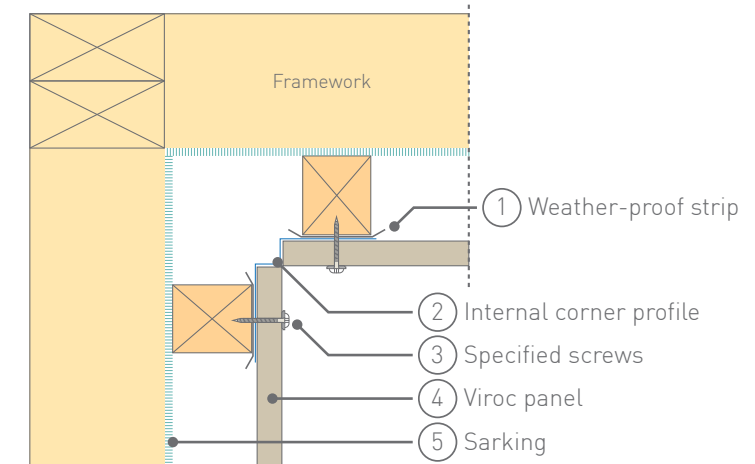 Framework
1 Weather-proof strip
2 Internal corner profile
3 Specified screws
4 Viroc panel
5 Sarking